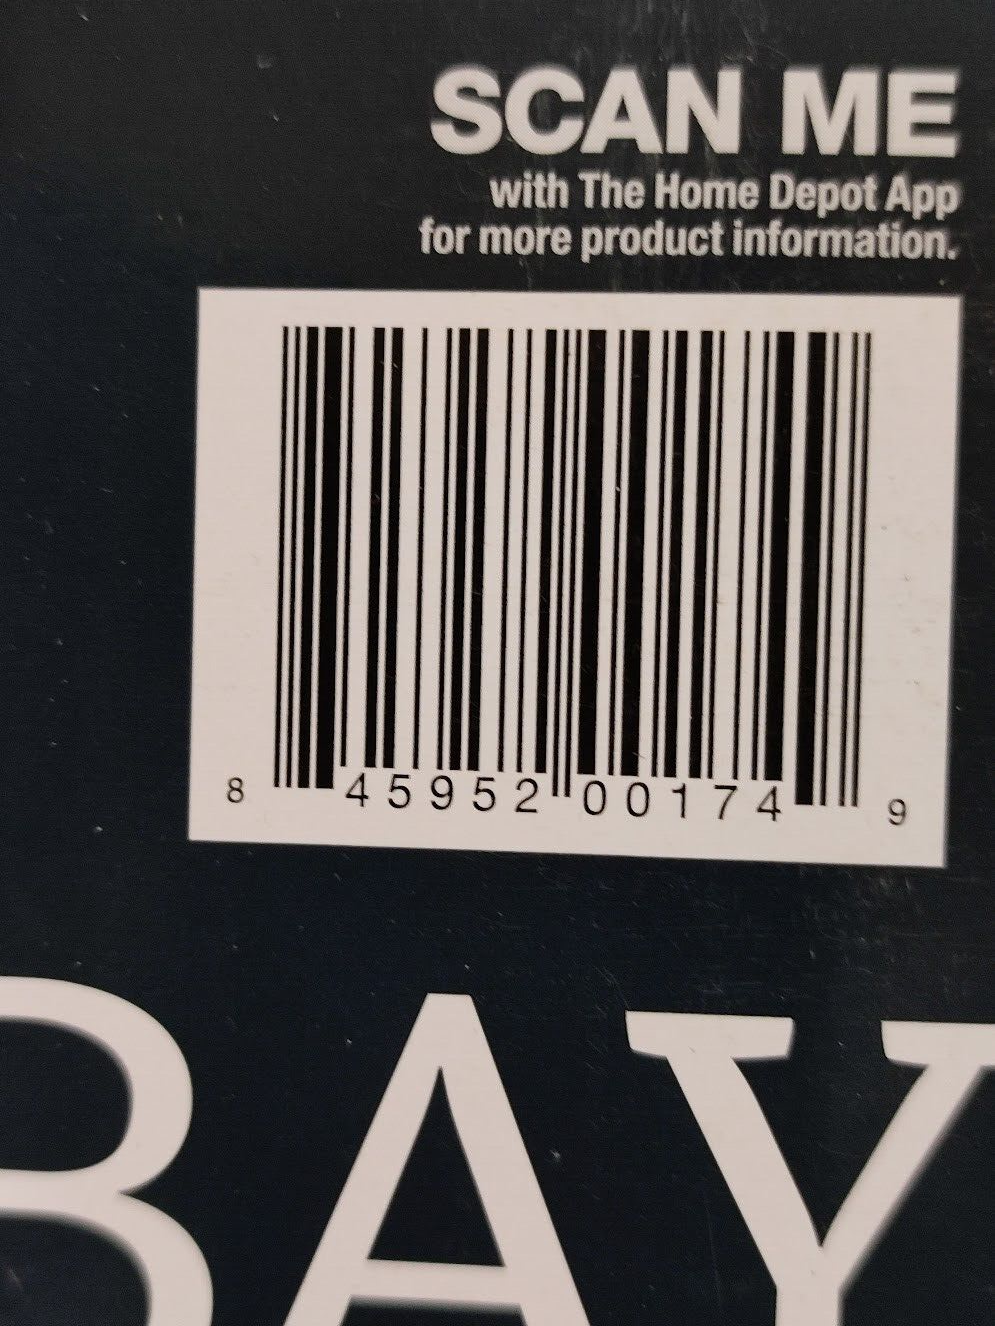 SCAN ME
with The Home Depot App
for more product information.
8 45952 00174 9
BAY